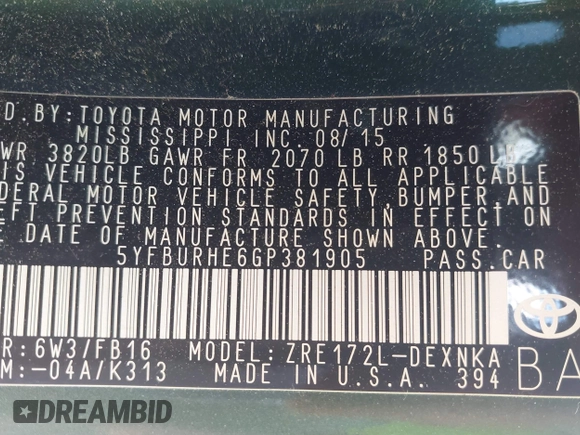 D. BY: TOYOTA MOTOR MANUFACTURING
MISSISSIPPI INC. 08/15
WR 3820LB GAWR FR 2070 LB RR 1850 LB
IS VEHICLE CONFORMS TO ALL APPLICABLE
DERAL MOTOR VEHICLE SAFETY, BUMPER, AND
EFT PREVENTION STANDARDS IN EFFECT ON
E DATE OF MANUFACTURE SHOWN ABOVE.
5YFBURHE6GP381905 PASS. CAR
R: 6W3/FB16 MODEL: ZRE172L-DEXNKA
M: -04A/K313 MADE IN U.S.A. 394
BA
DREAMBID